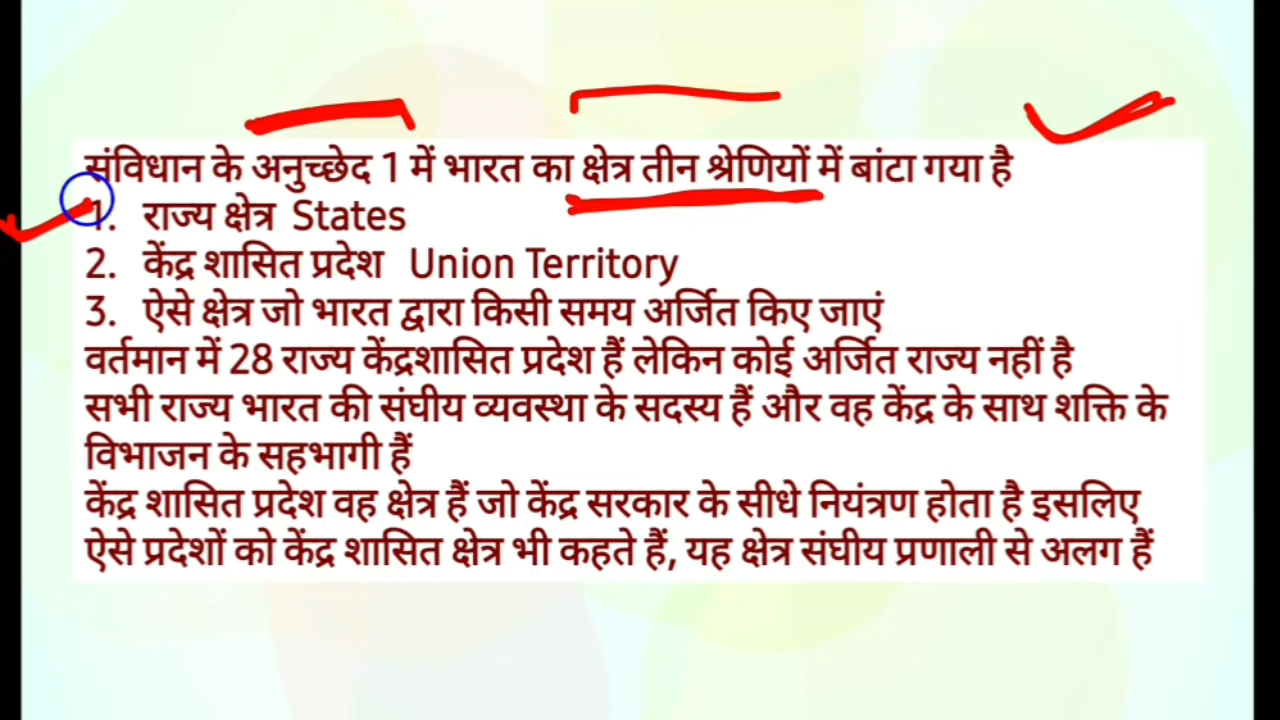 संविधान के अनुच्छेद 1 में भारत का क्षेत्र तीन श्रेणियों में बांटा गया है
1. राज्य क्षेत्र States
2. केंद्र शासित प्रदेश Union Territory
3. ऐसे क्षेत्र जो भारत द्वारा किसी समय अर्जित किए जाएं
वर्तमान में 28 राज्य केंद्रशासित प्रदेश हैं लेकिन कोई अर्जित राज्य नहीं है
सभी राज्य भारत की संघीय व्यवस्था के सदस्य हैं और वह केंद्र के साथ शक्ति के
विभाजन के सहभागी हैं
केंद्र शासित प्रदेश वह क्षेत्र हैं जो केंद्र सरकार के सीधे नियंत्रण होता है इसलिए
ऐसे प्रदेशों को केंद्र शासित क्षेत्र भी कहते हैं, यह क्षेत्र संघीय प्रणाली से अलग हैं